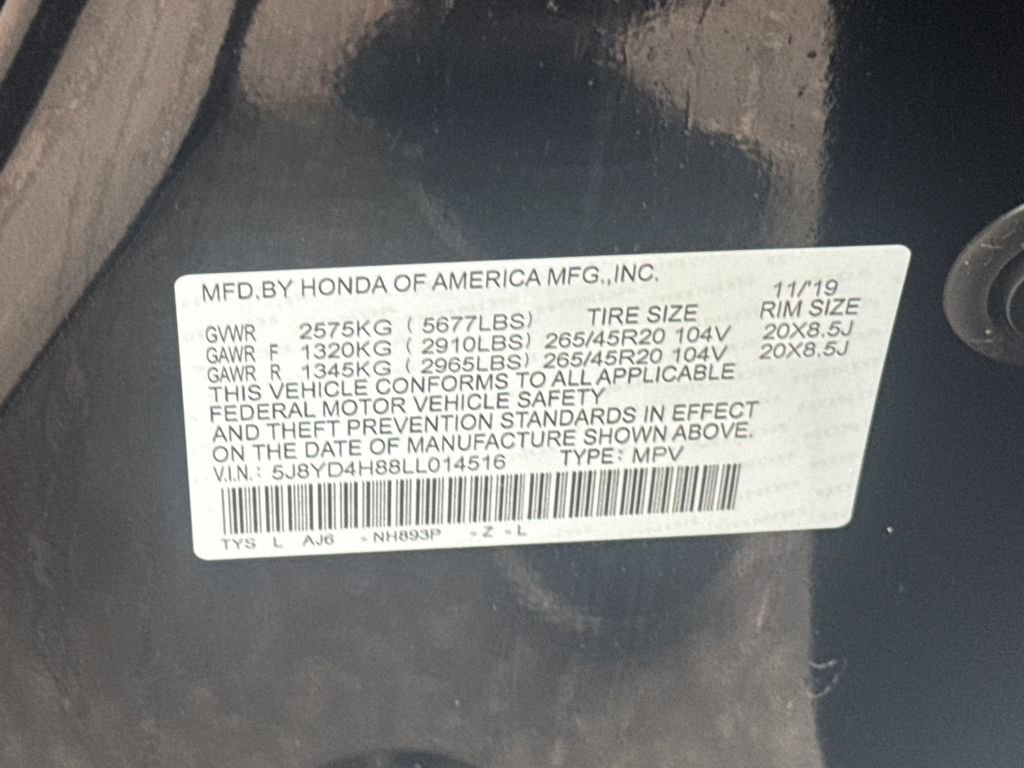 MFD.BY HONDA OF AMERICA MFG.,INC.
11/'19
GVWR 2575KG ( 5677LBS) TIRE SIZE RIM SIZE
GAWR F 1320KG ( 2910LBS) 265/45R20 104V 20X8.5J
GAWR R 1345KG ( 2965LBS) 265/45R20 104V 20X8.5J
THIS VEHICLE CONFORMS TO ALL APPLICABLE
FEDERAL MOTOR VEHICLE SAFETY
AND THEFT PREVENTION STANDARDS IN EFFECT
ON THE DATE OF MANUFACTURE SHOWN ABOVE.
V.I.N.: 5J8YD4H88LL014516 TYPE: MPV
TYS L AJ6 - NH893P - Z - L